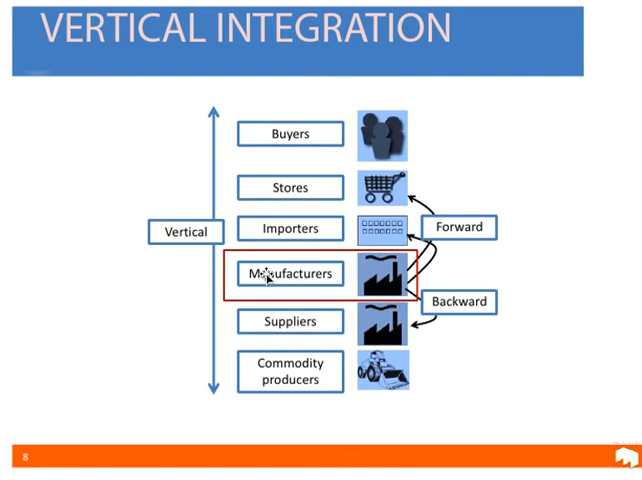 VERTICAL INTEGRATION
Buyers
Stores
Vertical
Importers
Forward
Manufacturers
Backward
Suppliers
Commodity
producers
8